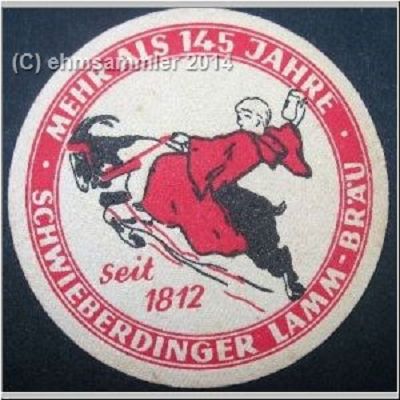 (C) ehmsammler 2014
· MEHR ALS 145 JAHRE ·
SCHWIEBERDINGER LAMM-BRÄU
seit
1812